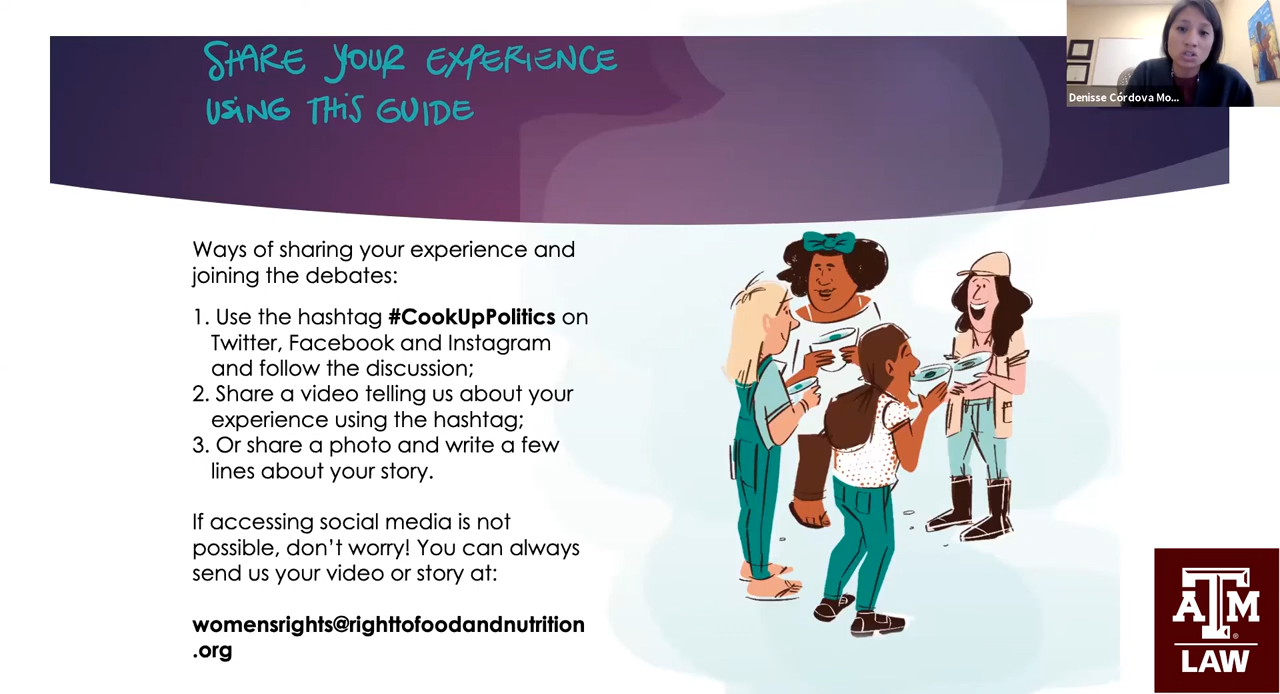 SHARE YOUR EXPERIENCE
USING THIS GUIDE
Denisse Córdova Mo...
Ways of sharing your experience and
joining the debates:
1. Use the hashtag #CookUpPolitics on
Twitter, Facebook and Instagram
and follow the discussion;
2. Share a video telling us about your
experience using the hashtag;
3. Or share a photo and write a few
lines about your story.
If accessing social media is not
possible, don’t worry! You can always
send us your video or story at:
womensrights@righttofoodandnutrition
.org
ATM
®
LAW